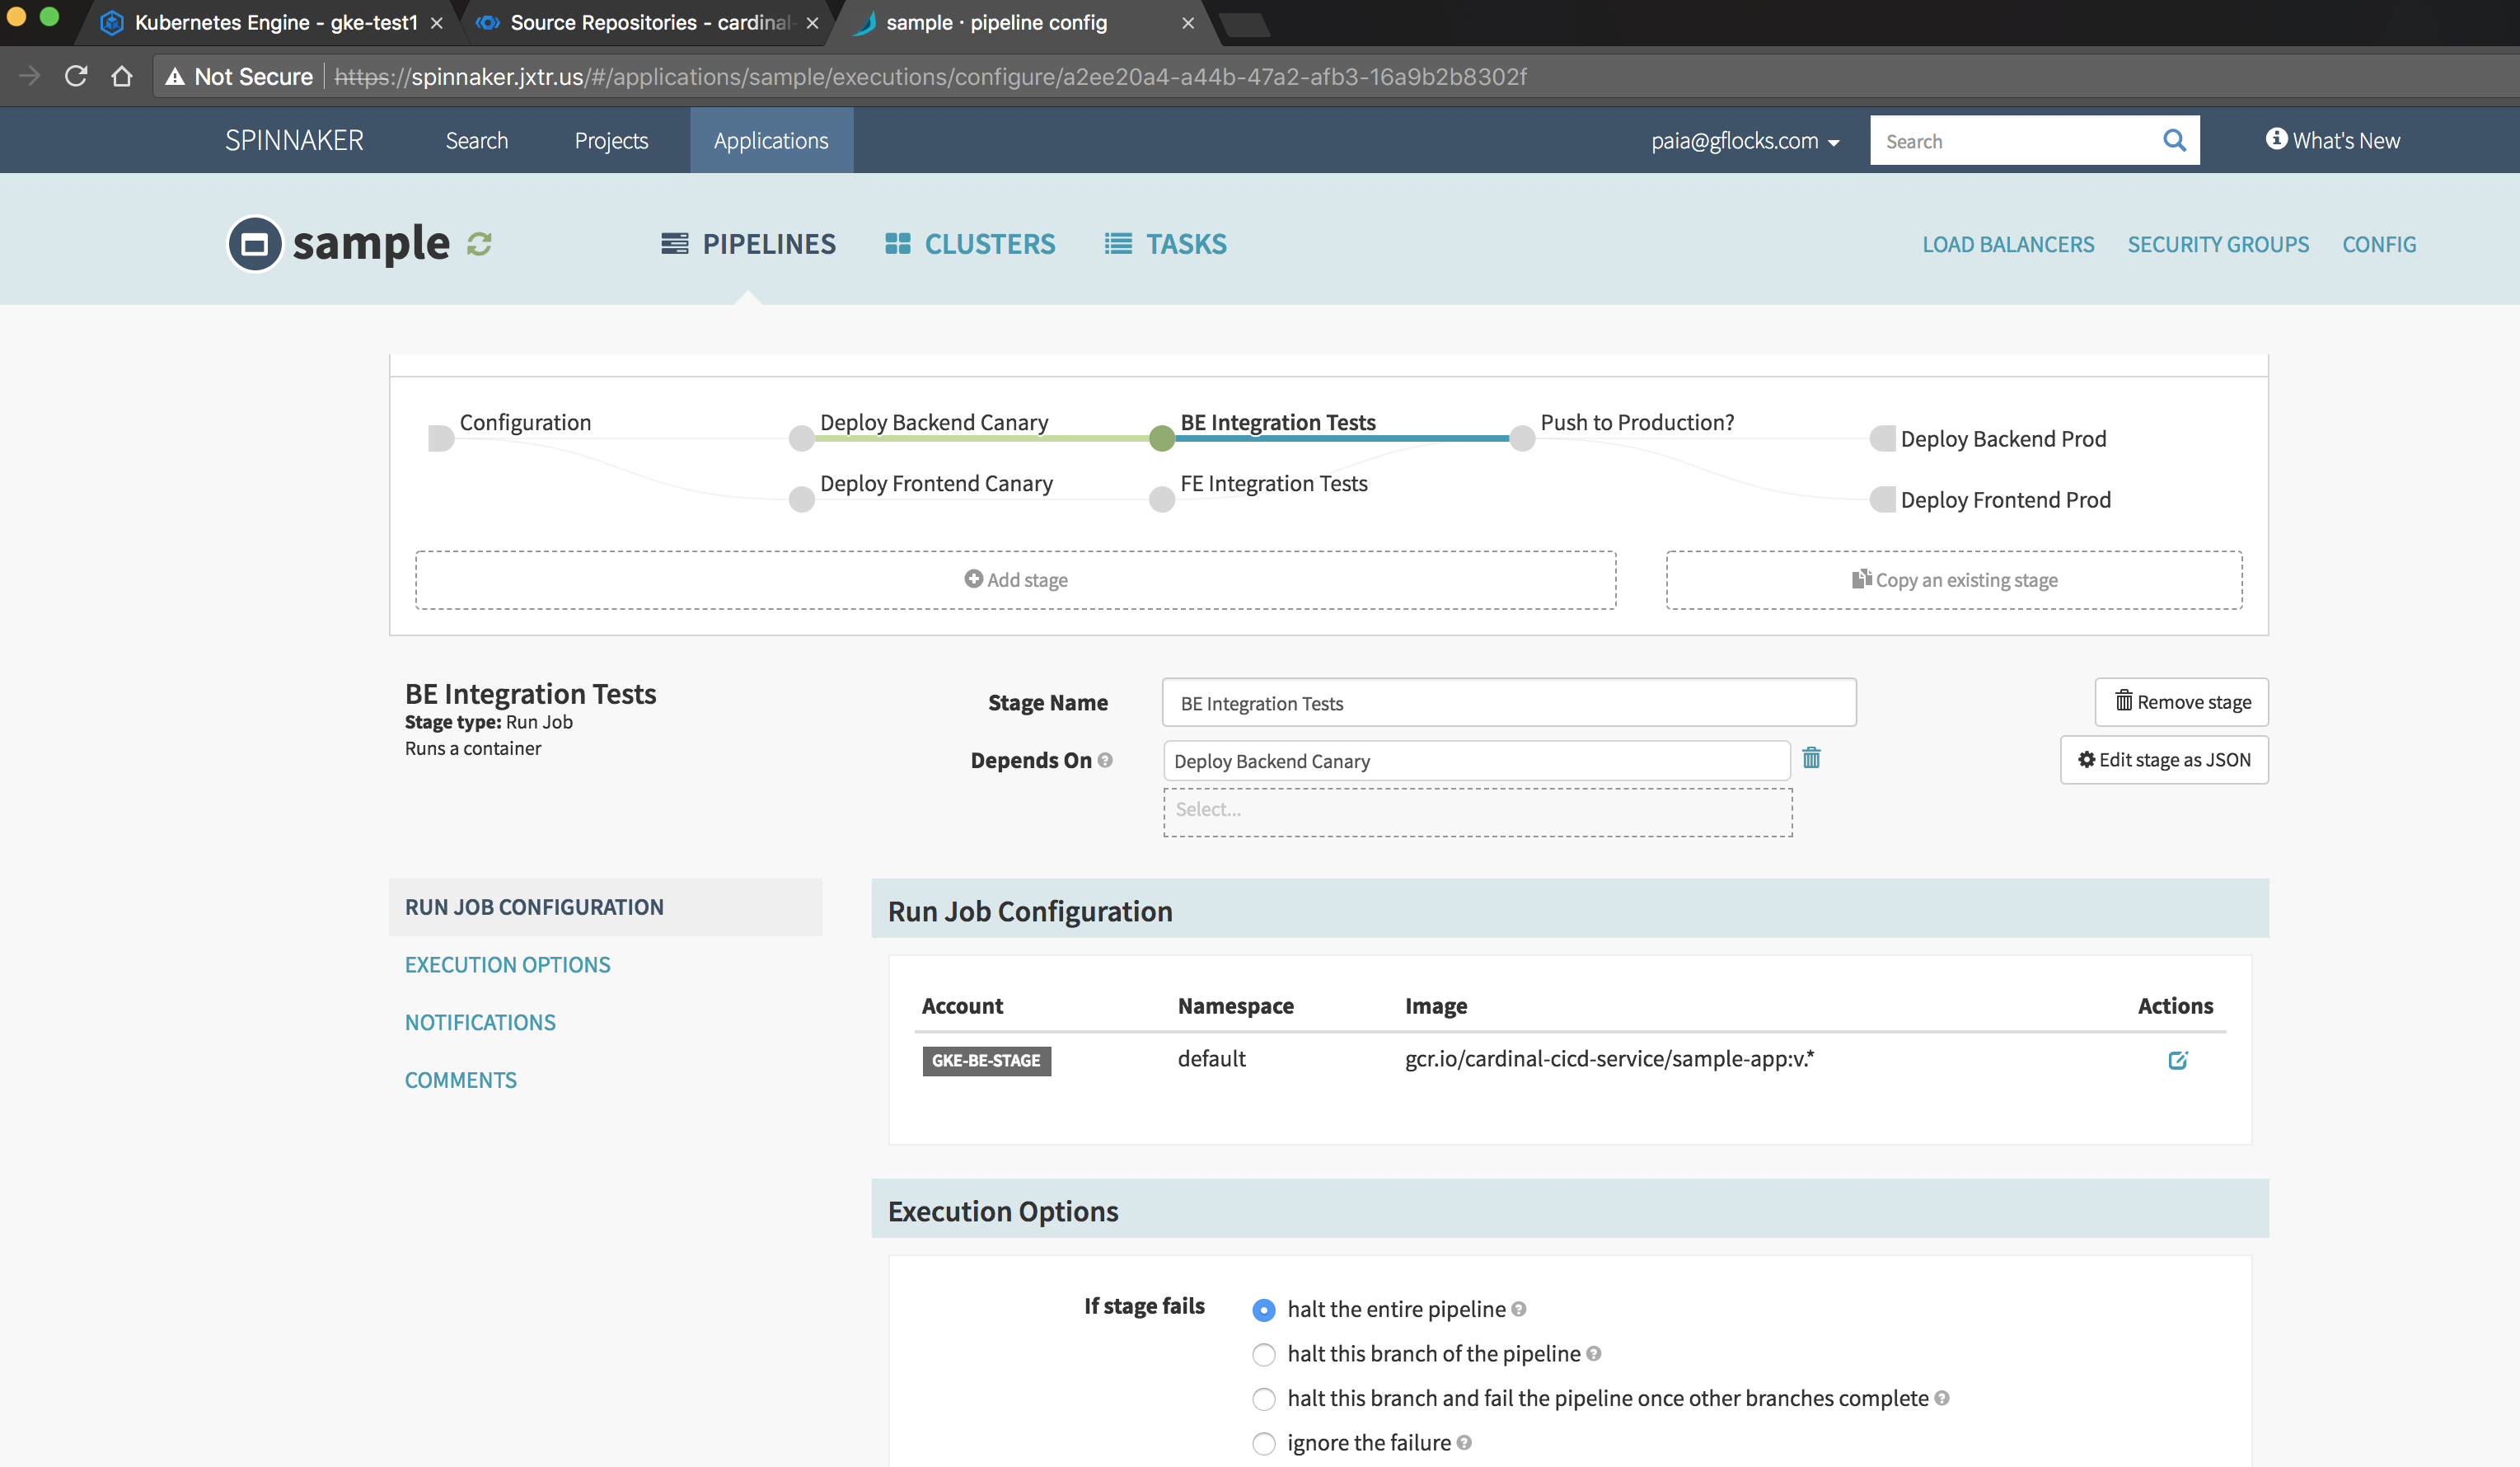 Kubernetes Engine - gke-test1
Source Repositories - cardinal-
sample · pipeline config
Not Secure https://spinnaker.jxtr.us/#/applications/sample/executions/configure/a2ee20a4-a44b-47a2-afb3-16a9b2b8302f
SPINNAKER Search Projects Applications paia@gflocks.com Search What's New
sample PIPELINES CLUSTERS TASKS LOAD BALANCERS SECURITY GROUPS CONFIG
Configuration Deploy Backend Canary BE Integration Tests Push to Production? Deploy Backend Prod
Deploy Frontend Canary FE Integration Tests Deploy Frontend Prod
Add stage Copy an existing stage
BE Integration Tests
Stage type: Run Job
Runs a container
Stage Name BE Integration Tests
Depends On Deploy Backend Canary
Select...
Remove stage
Edit stage as JSON
RUN JOB CONFIGURATION
EXECUTION OPTIONS
NOTIFICATIONS
COMMENTS
Run Job Configuration
Account Namespace Image Actions
GKE-BE-STAGE default gcr.io/cardinal-cicd-service/sample-app:v.*
Execution Options
If stage fails halt the entire pipeline
halt this branch of the pipeline
halt this branch and fail the pipeline once other branches complete
ignore the failure